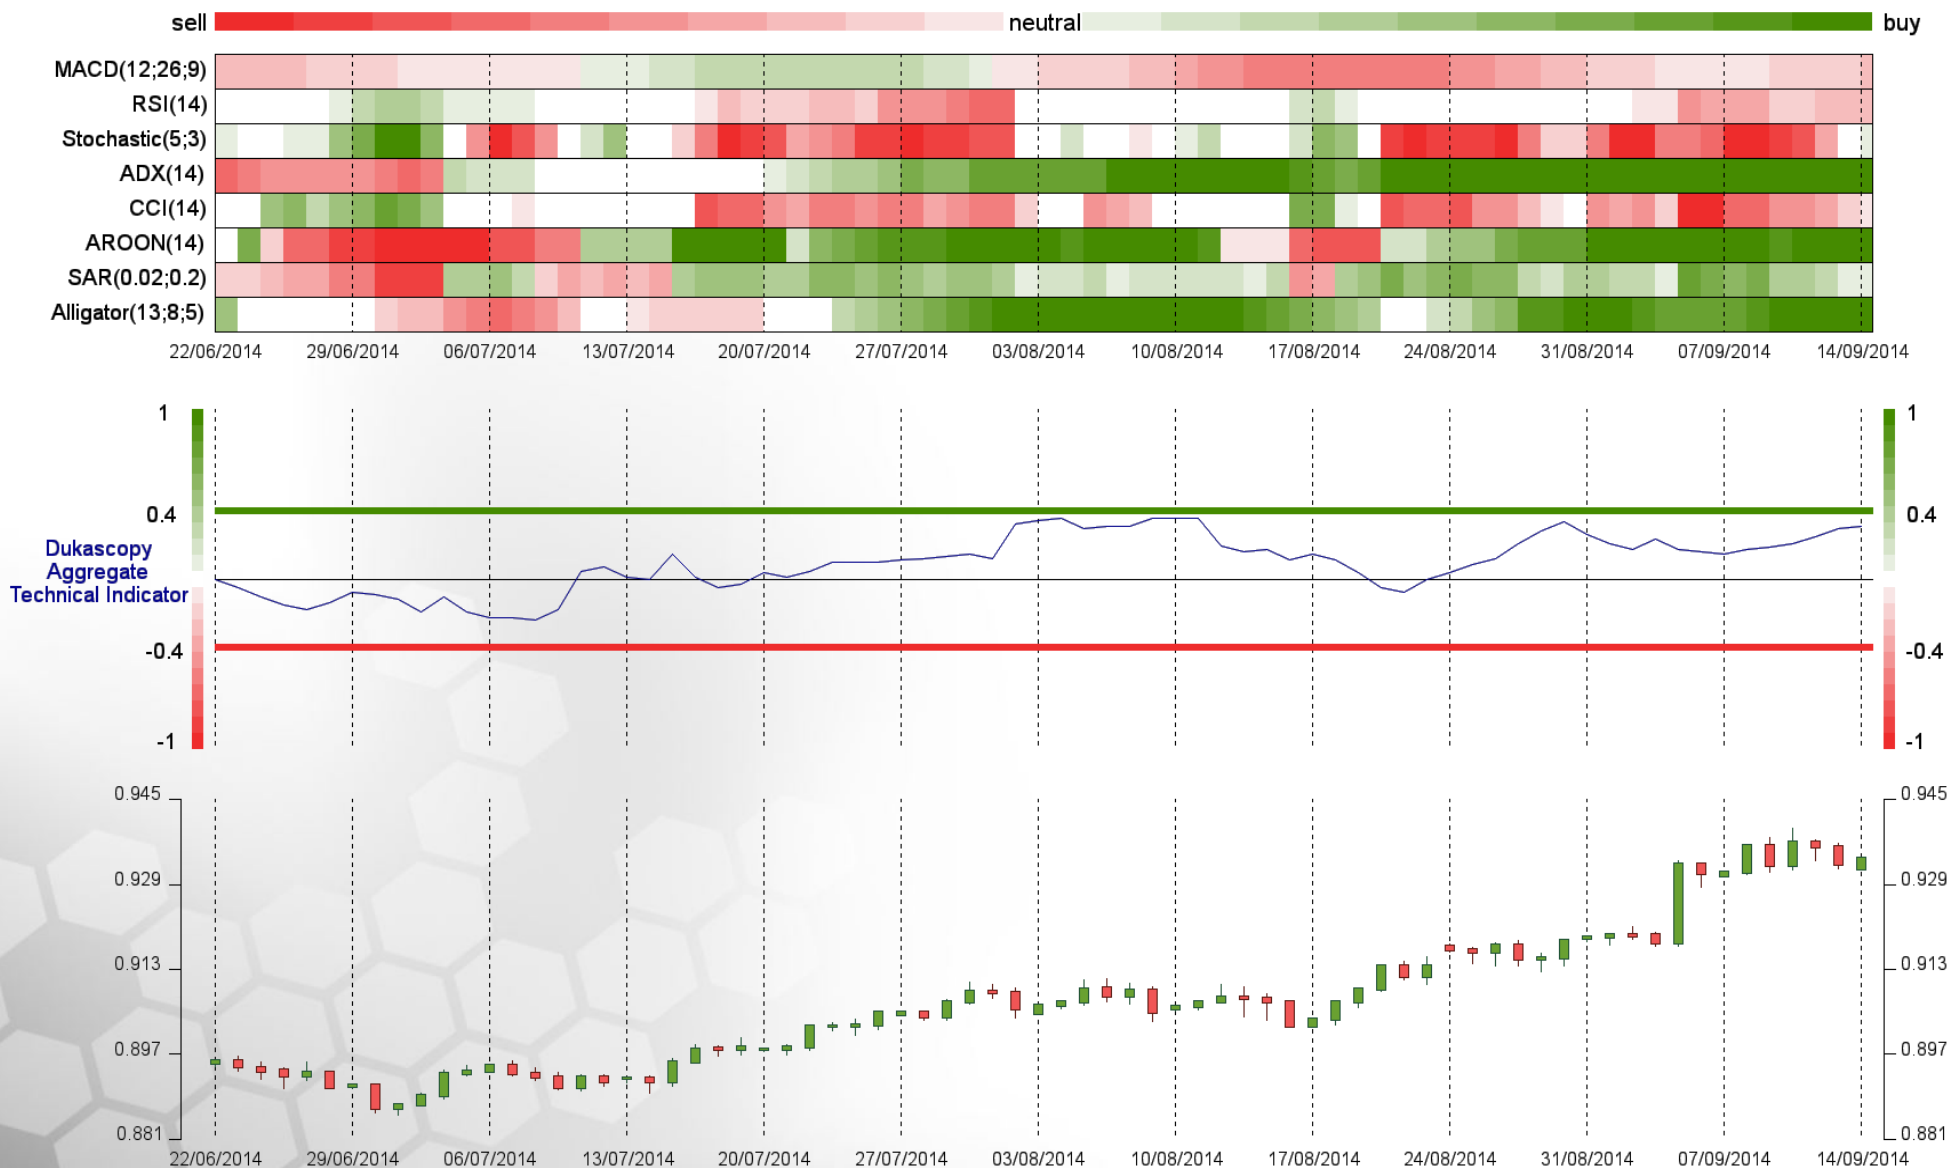 sell neutral buy
MACD(12;26;9)
RSI(14)
Stochastic(5;3)
ADX(14)
CCI(14)
AROON(14)
SAR(0.02;0.2)
Alligator(13;8;5)
22/06/2014 29/06/2014 06/07/2014 13/07/2014 20/07/2014 27/07/2014 03/08/2014 10/08/2014 17/08/2014 24/08/2014 31/08/2014 07/09/2014 14/09/2014
1 1
0.4 0.4
Dukascopy
Aggregate
Technical Indicator
-0.4 -0.4
-1 -1
0.945 0.945
0.929 0.929
0.913 0.913
0.897 0.897
0.881 0.881
22/06/2014 29/06/2014 06/07/2014 13/07/2014 20/07/2014 27/07/2014 03/08/2014 10/08/2014 17/08/2014 24/08/2014 31/08/2014 07/09/2014 14/09/2014